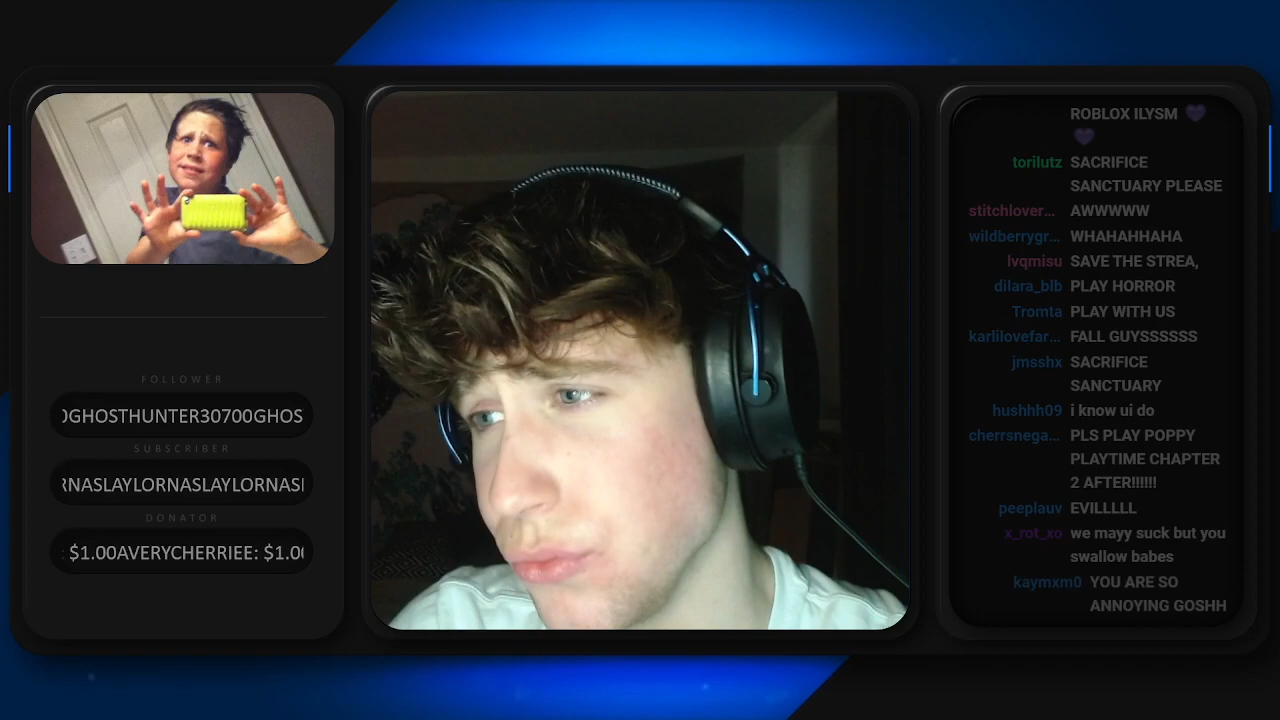 FOLLOWER
OGHOSTHUNTER30700GHOS
SUBSCRIBER
RNASLAYLORNASLAYLORNASI
DONATOR
: $1.00AVERYCHERRIEE: $1.00
ROBLOX ILYSM 💜
💜
torilutz SACRIFICE
SANCTUARY PLEASE
stitchlover... AWWWWW
wildberrygr... WHAHAHHAHA
lvqmisu SAVE THE STREA,
dilara_blb PLAY HORROR
Tromta PLAY WITH US
karlilovefar... FALL GUYSSSSSS
jmsshx SACRIFICE
SANCTUARY
hushhh09 i know ui do
cherrsnega... PLS PLAY POPPY
PLAYTIME CHAPTER
2 AFTER!!!!!!
peeplauv EVILLLLL
x_rot_xo we mayy suck but you
swallow babes
kaymxm0 YOU ARE SO
ANNOYING GOSHH